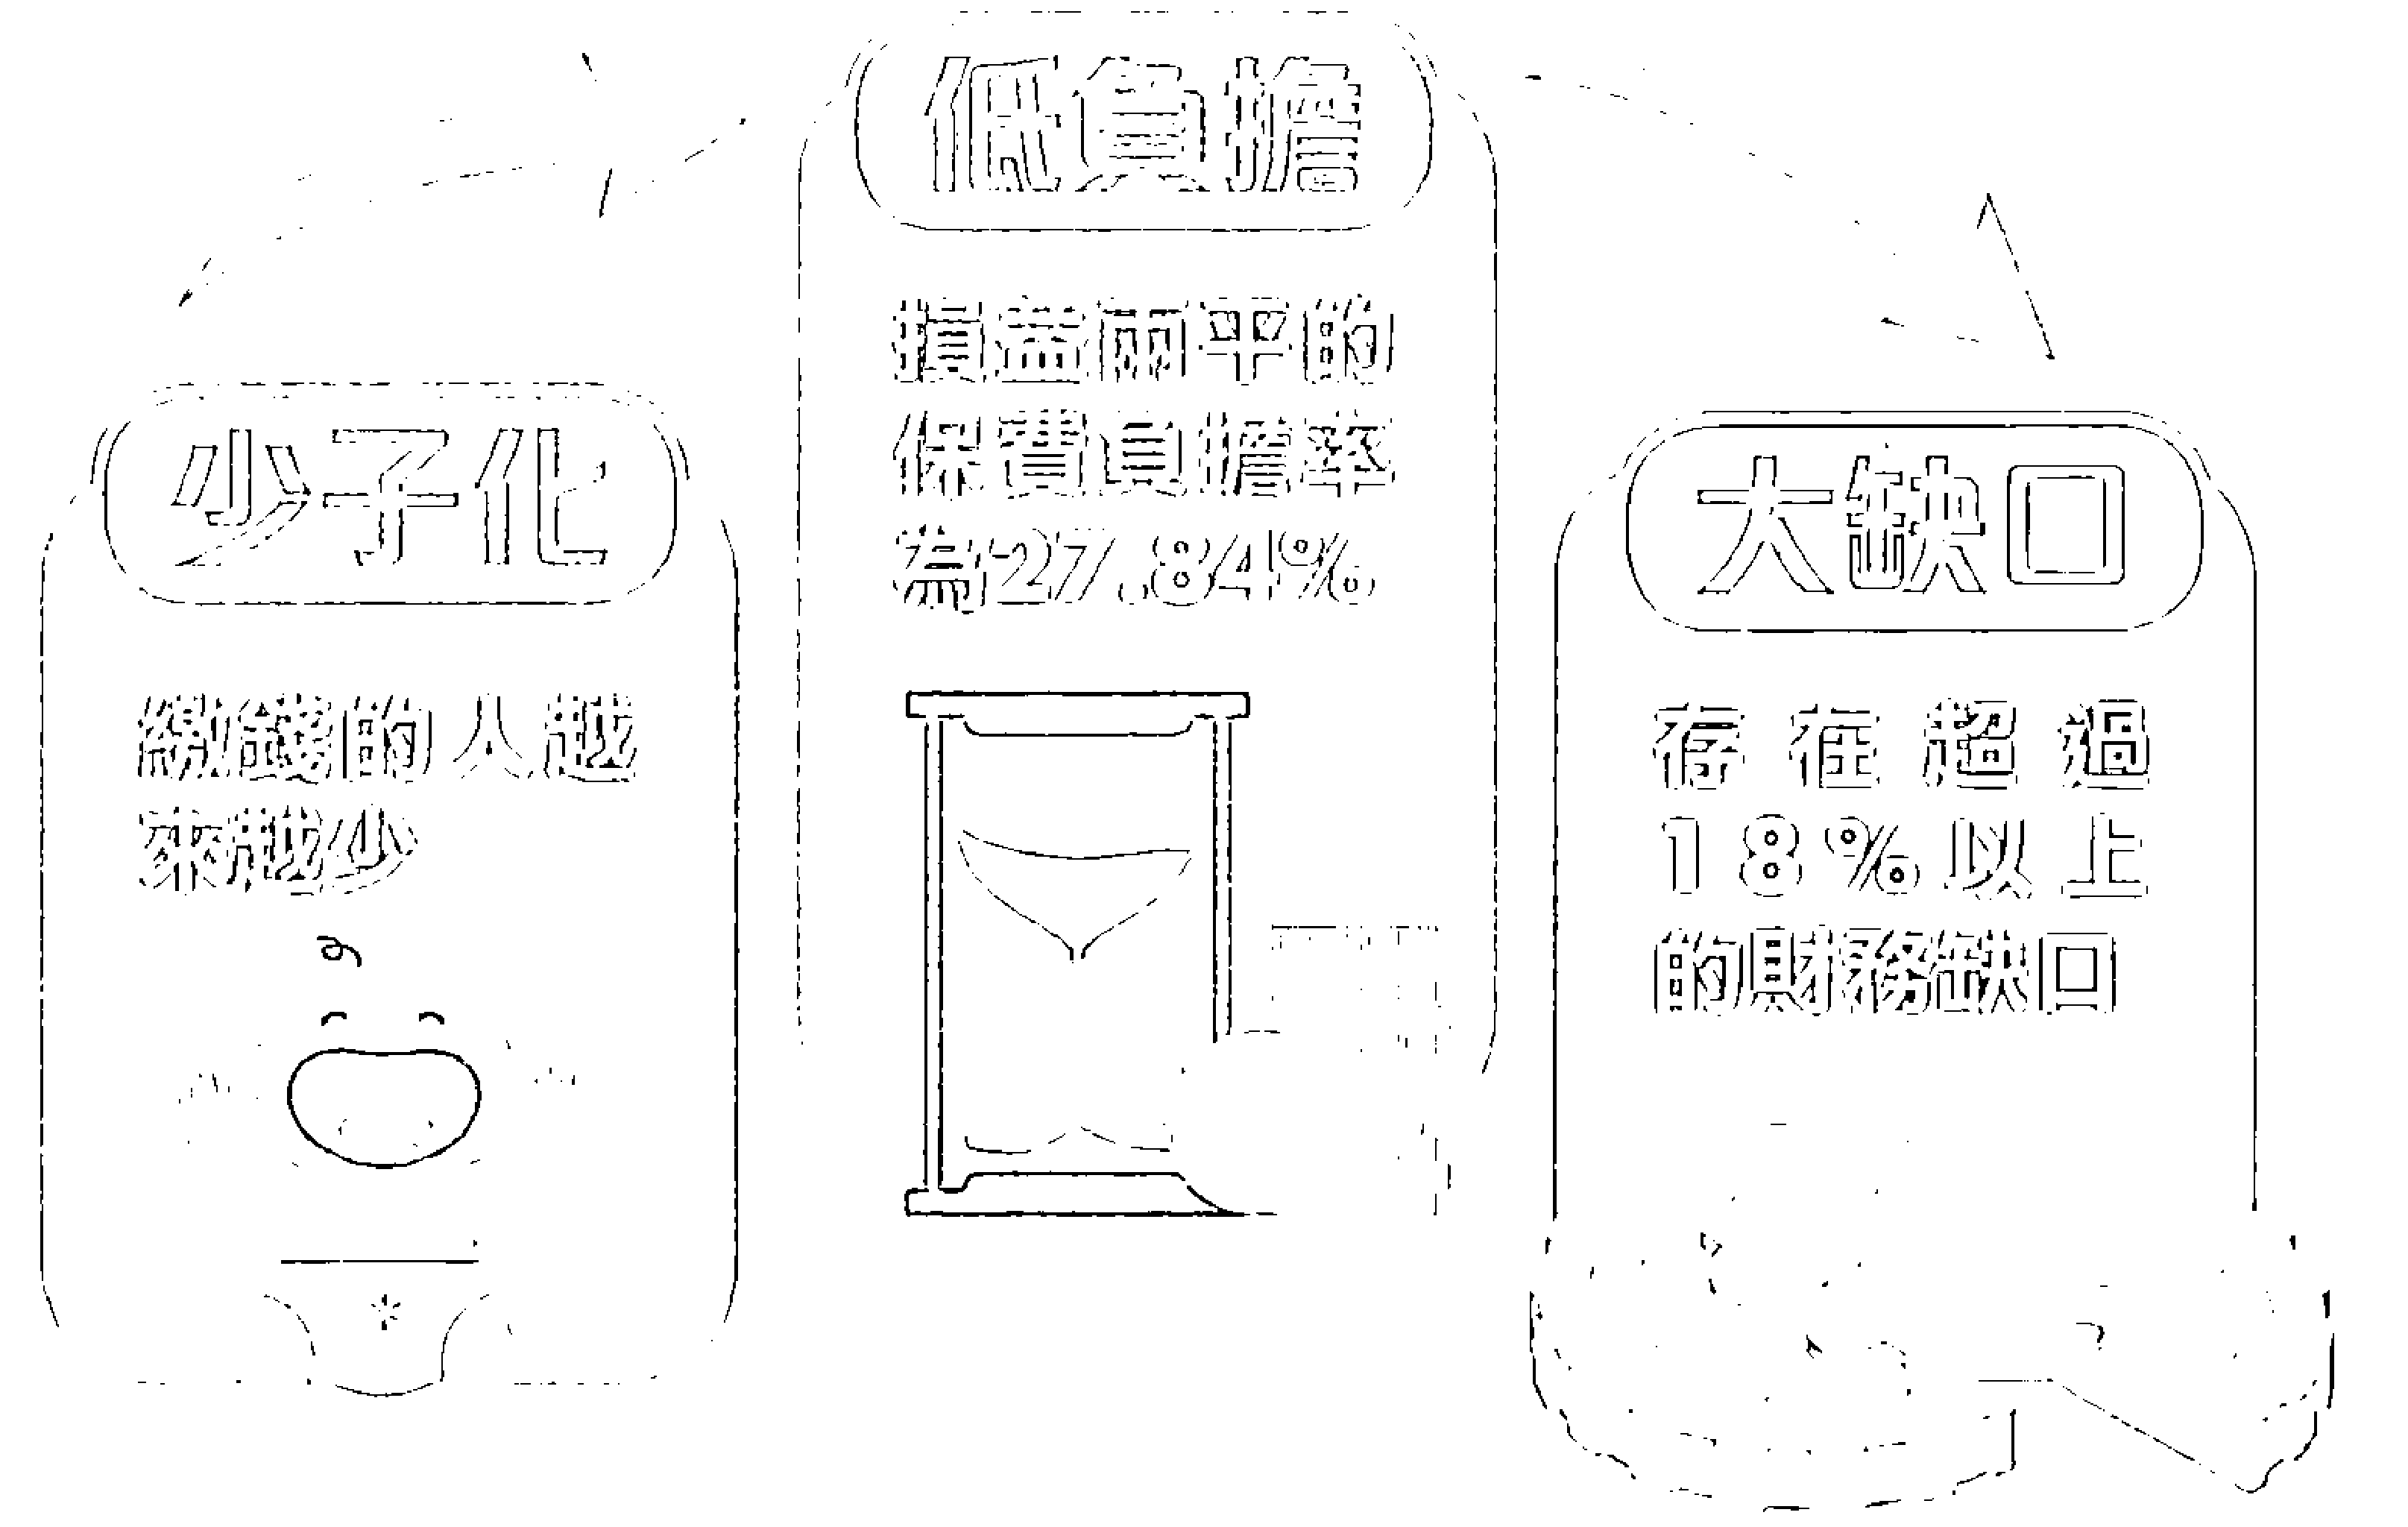 少子化
繳錢的人越
來越少
低負擔
損益兩平的
保費負擔率
為27.84%
大缺口
存在超過
18%以上
的財務缺口